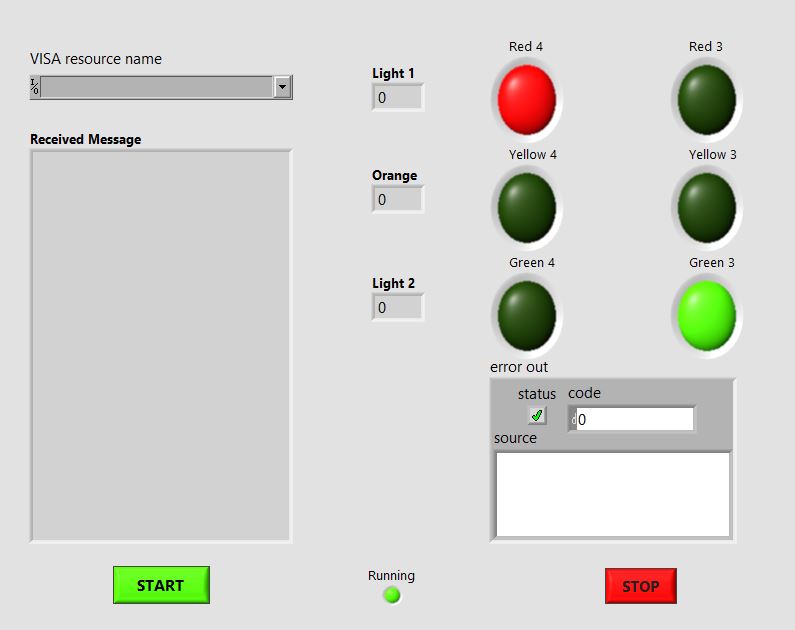 VISA resource name
Received Message
Light 1
0
Orange
0
Light 2
0
Red 4
Red 3
Yellow 4
Yellow 3
Green 4
Green 3
error out
status
code
0
source
START
Running
STOP